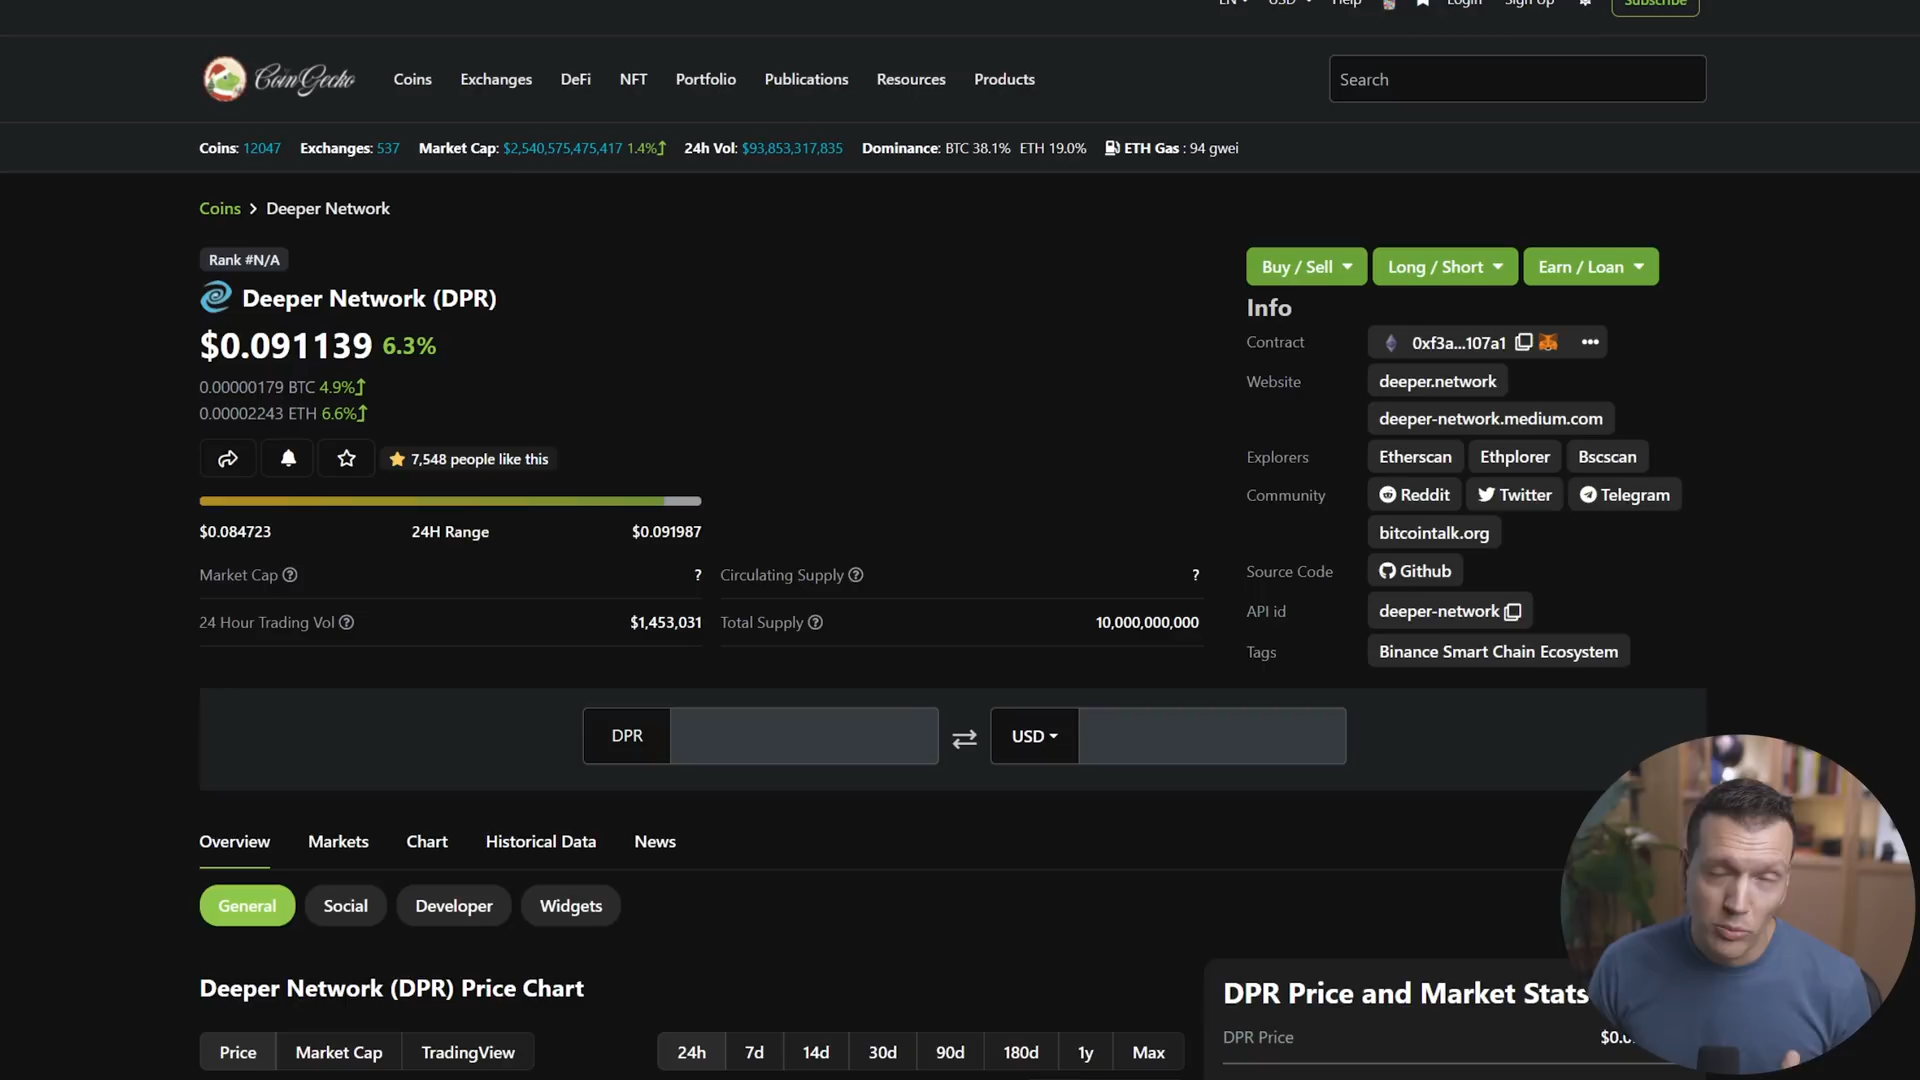 EN USD Help Login Sign Up Subscribe
CoinGecko Coins Exchanges DeFi NFT Portfolio Publications Resources Products Search
Coins: 12047 Exchanges: 537 Market Cap: $2,540,575,475,417 1.4% 24h Vol: $93,853,317,835 Dominance: BTC 38.1% ETH 19.0% ETH Gas : 94 gwei
Coins > Deeper Network
Rank #N/A
Deeper Network (DPR)
$0.091139 6.3%
0.00000179 BTC 4.9%
0.00002243 ETH 6.6%
7,548 people like this
$0.084723 24H Range $0.091987
Market Cap ?
24 Hour Trading Vol $1,453,031
Circulating Supply ?
Total Supply 10,000,000,000
Buy / Sell Long / Short Earn / Loan
Info
Contract 0xf3a...107a1 •••
Website deeper.network
deeper-network.medium.com
Explorers Etherscan Ethplorer Bscscan
Community Reddit Twitter Telegram
bitcointalk.org
Source Code Github
API id deeper-network
Tags Binance Smart Chain Ecosystem
DPR USD
Overview Markets Chart Historical Data News
General Social Developer Widgets
Deeper Network (DPR) Price Chart
Price Market Cap TradingView 24h 7d 14d 30d 90d 180d 1y Max
DPR Price and Market Stats
DPR Price